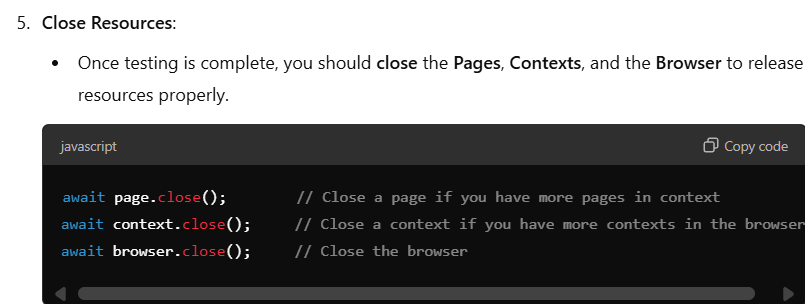 5. Close Resources:
• Once testing is complete, you should close the Pages, Contexts, and the Browser to release
resources properly.
javascript Copy code
await page.close(); // Close a page if you have more pages in context
await context.close(); // Close a context if you have more contexts in the browser
await browser.close(); // Close the browser